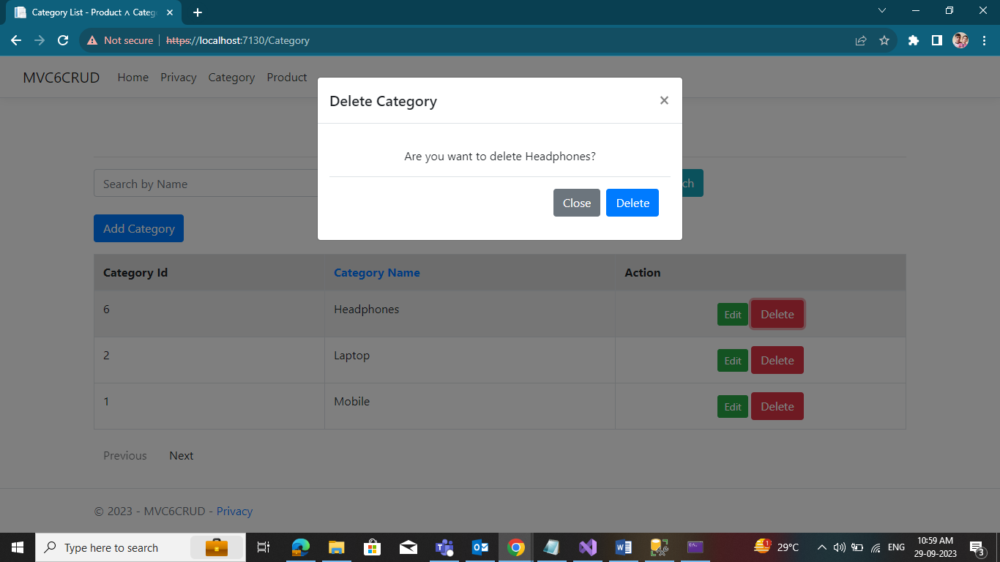 Category List - Product ʌ Categ
Not secure
https://localhost:7130/Category
MVC6CRUD Home Privacy Category Product
Delete Category ×
Are you want to delete Headphones?
Search by Name
ch
Close Delete
Add Category
Category Id Category Name Action
6 Headphones Edit Delete
2 Laptop Edit Delete
1 Mobile Edit Delete
Previous Next
© 2023 - MVC6CRUD - Privacy
Type here to search
1
29°C
ENG
10:59 AM
29-09-2023
3